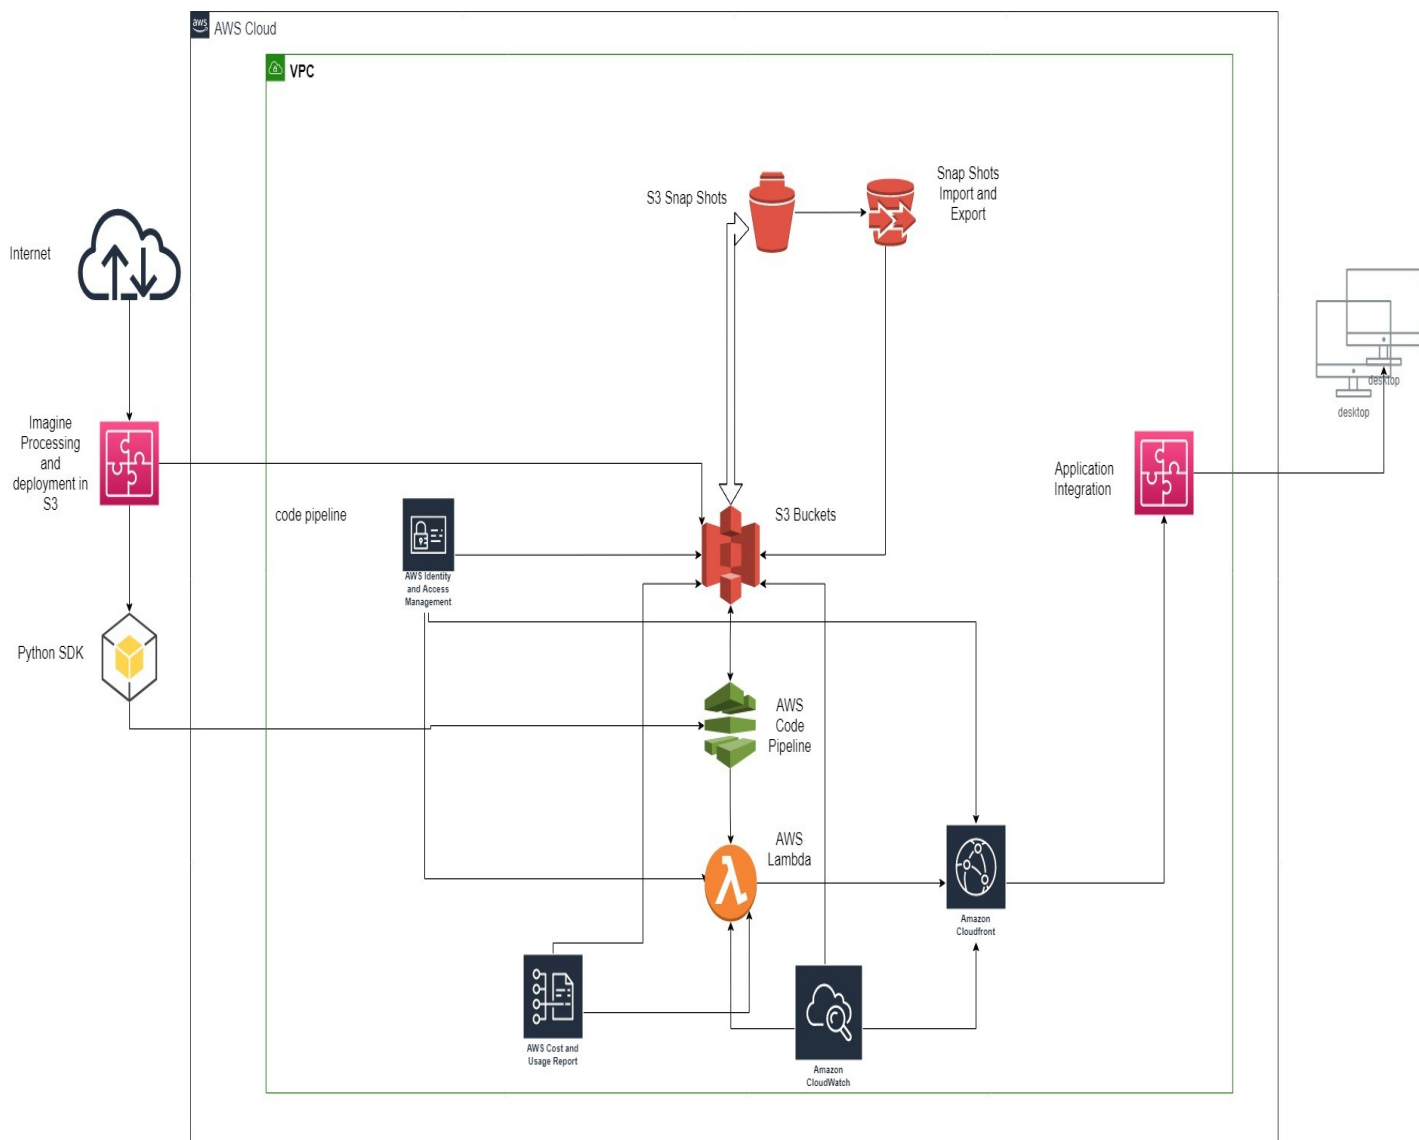 aws
AWS Cloud
VPC
S3 Snap Shots
Snap Shots
Import and
Export
Internet
desktop
desktop
Imagine
Processing
and
deployment in
S3
Application
Integration
code pipeline
S3 Buckets
AWS Identity
and Access
Management
Python SDK
AWS
Code
Pipeline
AWS
Lambda
λ
Amazon
Cloudfront
AWS Cost and
Usage Report
Amazon
CloudWatch